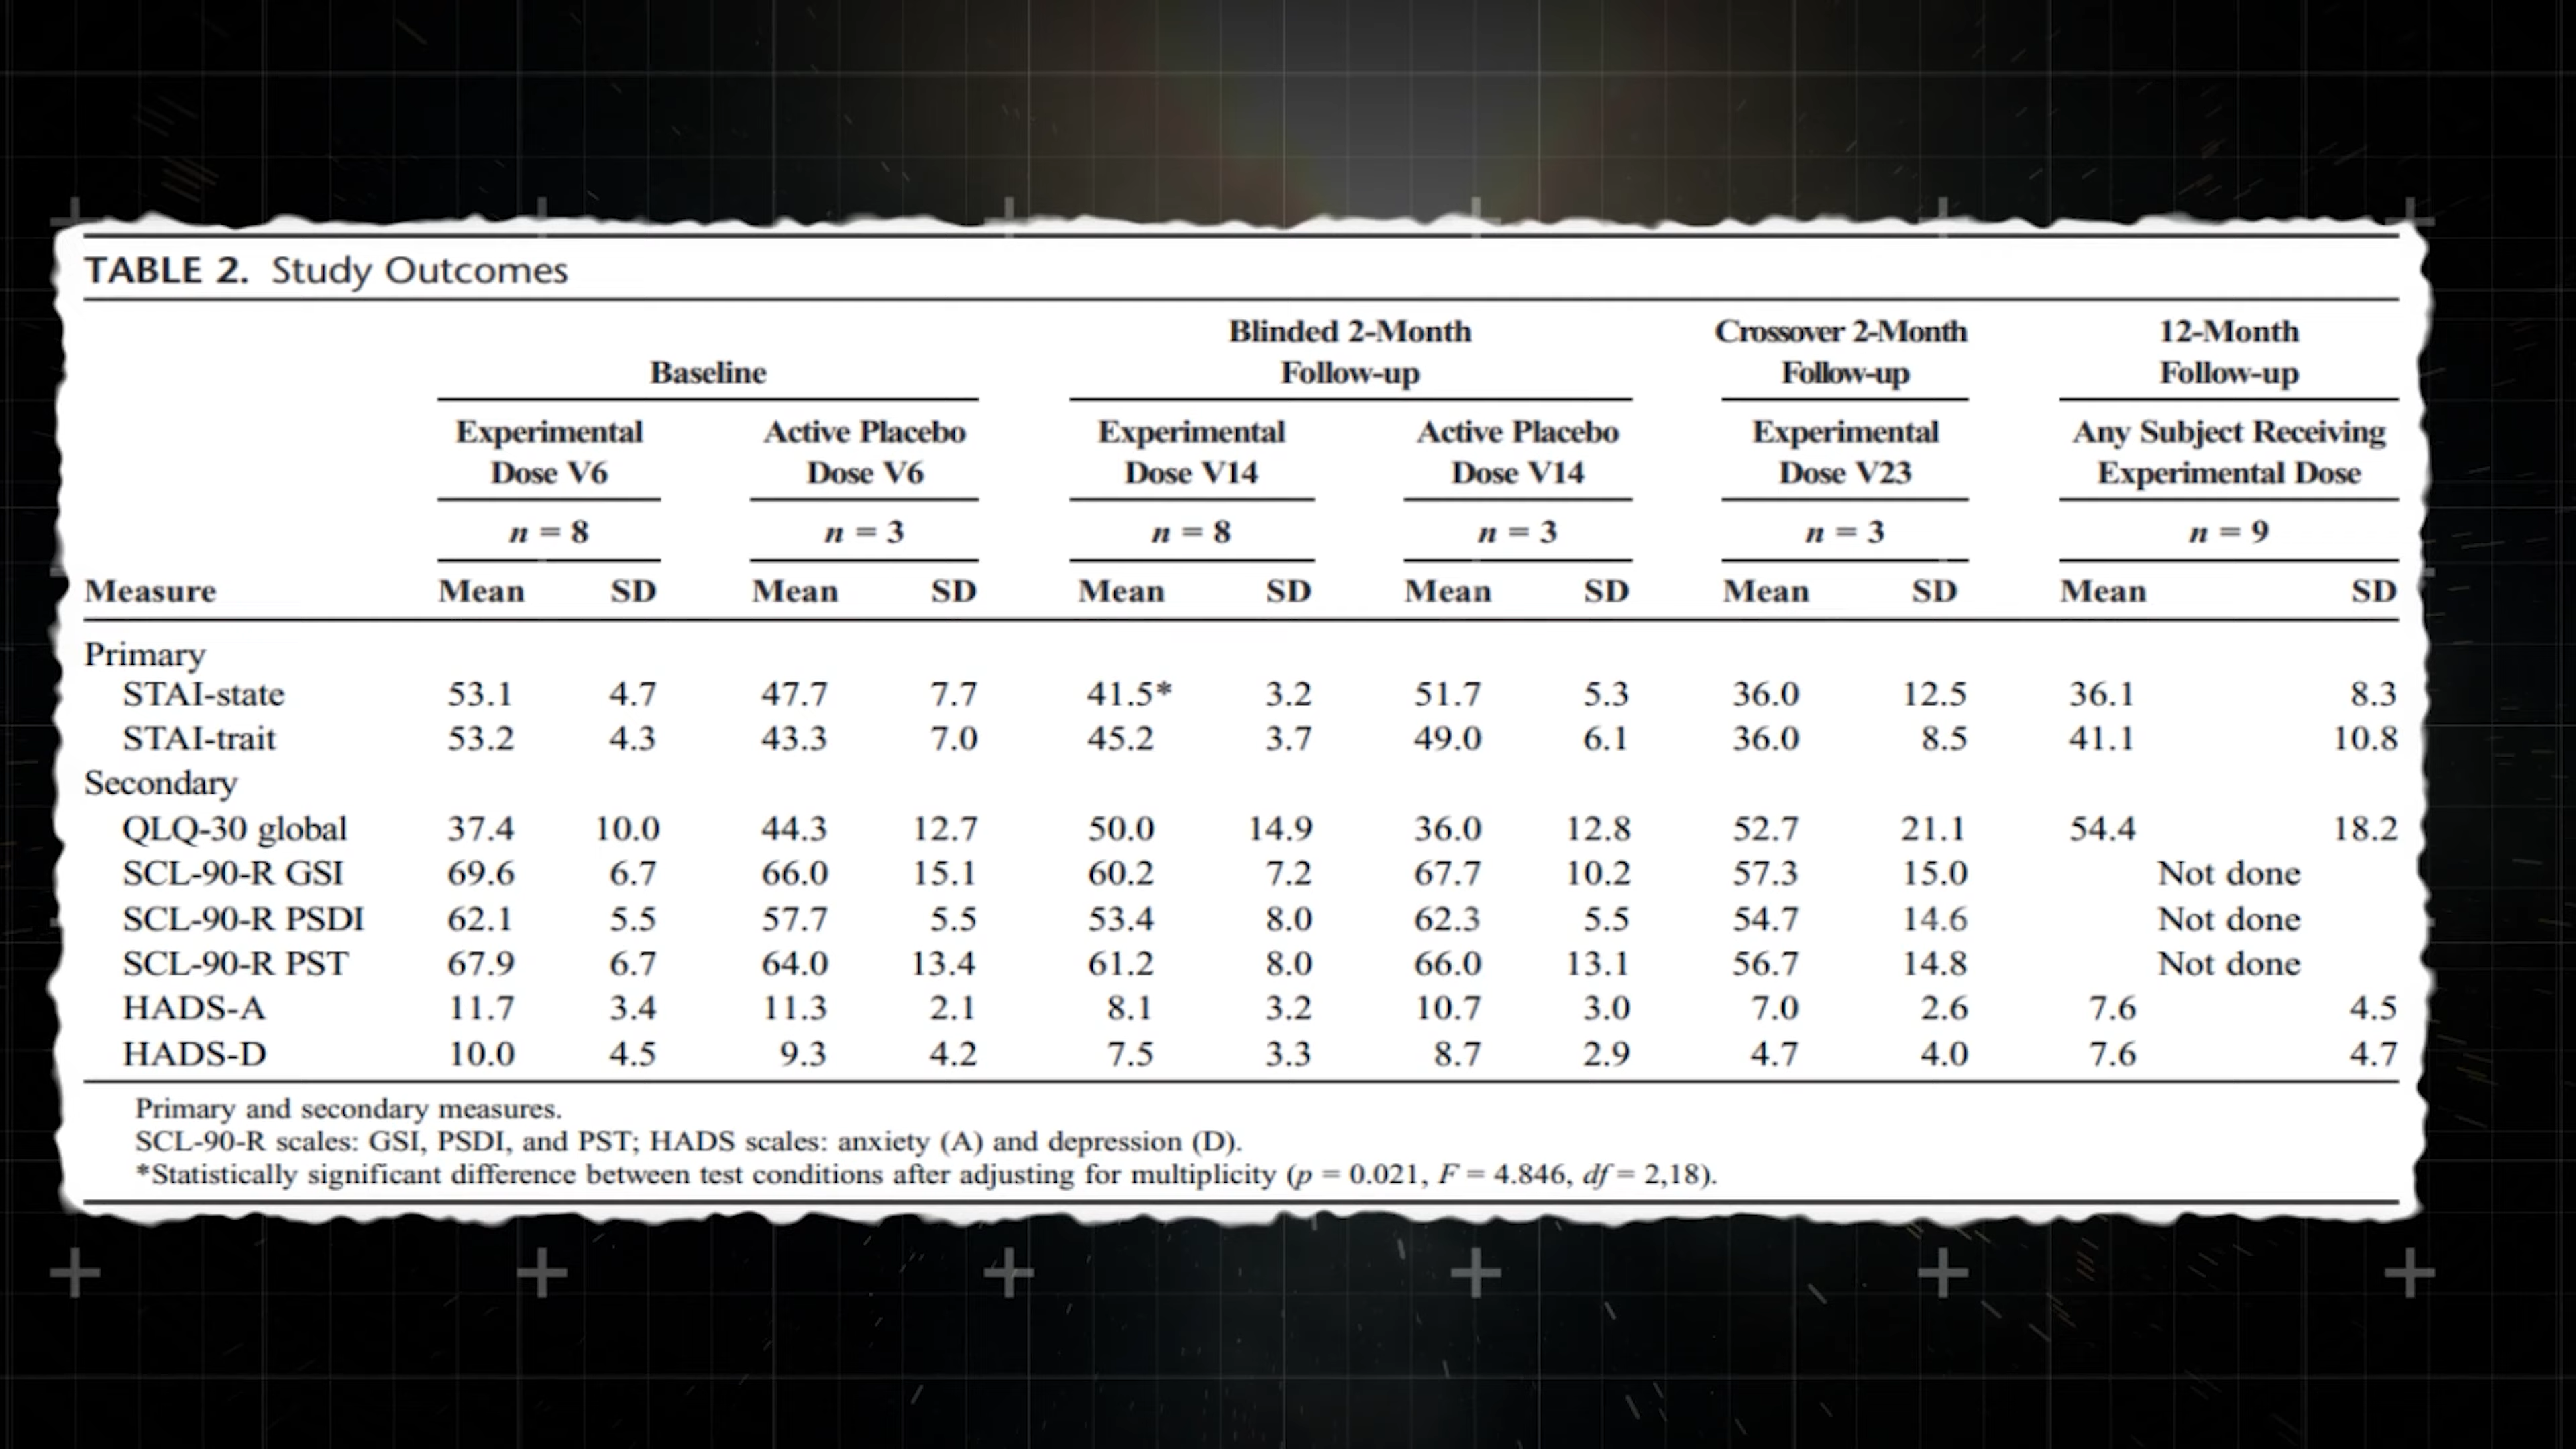 TABLE 2. Study Outcomes
Blinded 2-Month Crossover 2-Month 12-Month
Baseline Follow-up Follow-up Follow-up
Experimental Active Placebo Experimental Active Placebo Experimental Any Subject Receiving
Dose V6 Dose V6 Dose V14 Dose V14 Dose V23 Experimental Dose
n = 8 n = 3 n = 8 n = 3 n = 3 n = 9
Measure Mean SD Mean SD Mean SD Mean SD Mean SD Mean SD
Primary
STAI-state 53.1 4.7 47.7 7.7 41.5* 3.2 51.7 5.3 36.0 12.5 36.1 8.3
STAI-trait 53.2 4.3 43.3 7.0 45.2 3.7 49.0 6.1 36.0 8.5 41.1 10.8
Secondary
QLQ-30 global 37.4 10.0 44.3 12.7 50.0 14.9 36.0 12.8 52.7 21.1 54.4 18.2
SCL-90-R GSI 69.6 6.7 66.0 15.1 60.2 7.2 67.7 10.2 57.3 15.0 Not done
SCL-90-R PSDI 62.1 5.5 57.7 5.5 53.4 8.0 62.3 5.5 54.7 14.6 Not done
SCL-90-R PST 67.9 6.7 64.0 13.4 61.2 8.0 66.0 13.1 56.7 14.8 Not done
HADS-A 11.7 3.4 11.3 2.1 8.1 3.2 10.7 3.0 7.0 2.6 7.6 4.5
HADS-D 10.0 4.5 9.3 4.2 7.5 3.3 8.7 2.9 4.7 4.0 7.6 4.7
Primary and secondary measures.
SCL-90-R scales: GSI, PSDI, and PST; HADS scales: anxiety (A) and depression (D).
*Statistically significant difference between test conditions after adjusting for multiplicity (p = 0.021, F = 4.846, df = 2,18).